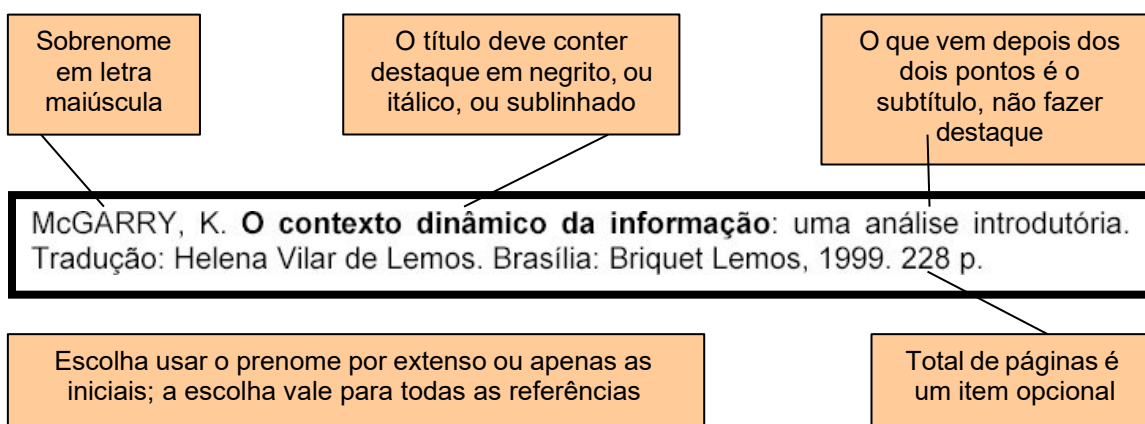 Sobrenome
em letra
maiúscula
O título deve conter
destaque em negrito, ou
itálico, ou sublinhado
O que vem depois dos
dois pontos é o
subtítulo, não fazer
destaque
McGARRY, K. O contexto dinâmico da informação: uma análise introdutória.
Tradução: Helena Vilar de Lemos. Brasília: Briquet Lemos, 1999. 228 p.
Escolha usar o prenome por extenso ou apenas as
iniciais; a escolha vale para todas as referências
Total de páginas é
um item opcional